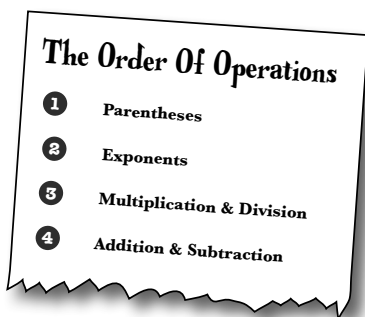 The Order Of Operations
1 Parentheses
2 Exponents
3 Multiplication & Division
4 Addition & Subtraction